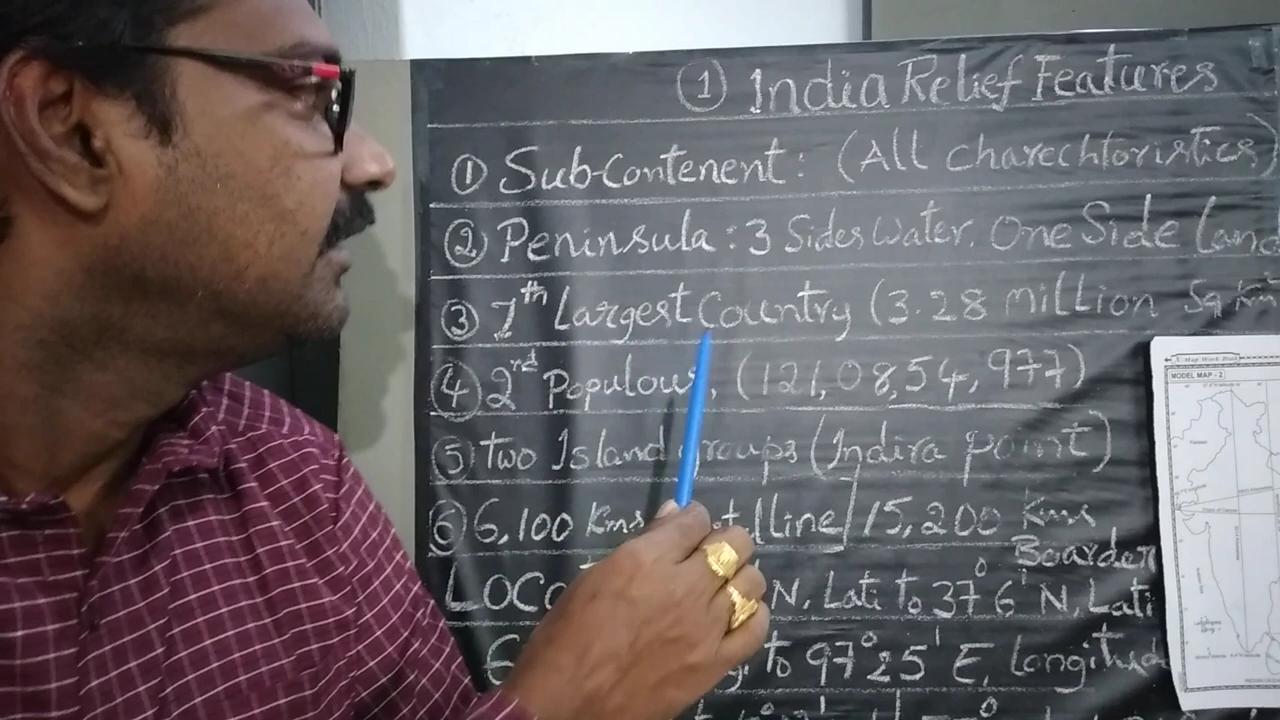 ① India Relief Features
① Sub-Contenent: (All charechtoristics)
② Peninsula: 3 Sides Water One Side Land
③ 7th Largest Country (3.28 million Sq Km
④ 2nd Populous, (121,08,54,977)
⑤ Two Island groups (Indira point)
⑥ 6,100 Kms line/15,200 Kms
Boarder
N, Lati to 37°6' N, Lati
to 97°25' E, longitude
MODEL MAP - 2